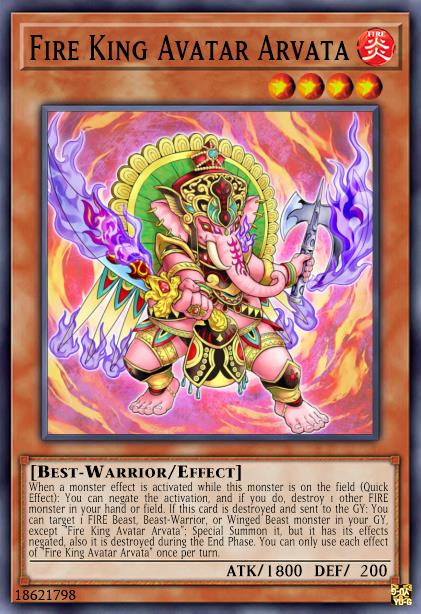 FIRE KING AVATAR ARVATA
FIRE
炎
[BEST-WARRIOR/EFFECT]
When a monster effect is activated while this monster is on the field (Quick
Effect): You can negate the activation, and if you do, destroy 1 other FIRE
monster in your hand or field. If this card is destroyed and sent to the GY: You
can target 1 FIRE Beast, Beast-Warrior, or Winged Beast monster in your GY,
except "Fire King Avatar Arvata"; Special Summon it, but it has its effects
negated, also it is destroyed during the End Phase. You can only use each effect
of "Fire King Avatar Arvata" once per turn.
ATK/1800 DEF/ 200
18621798